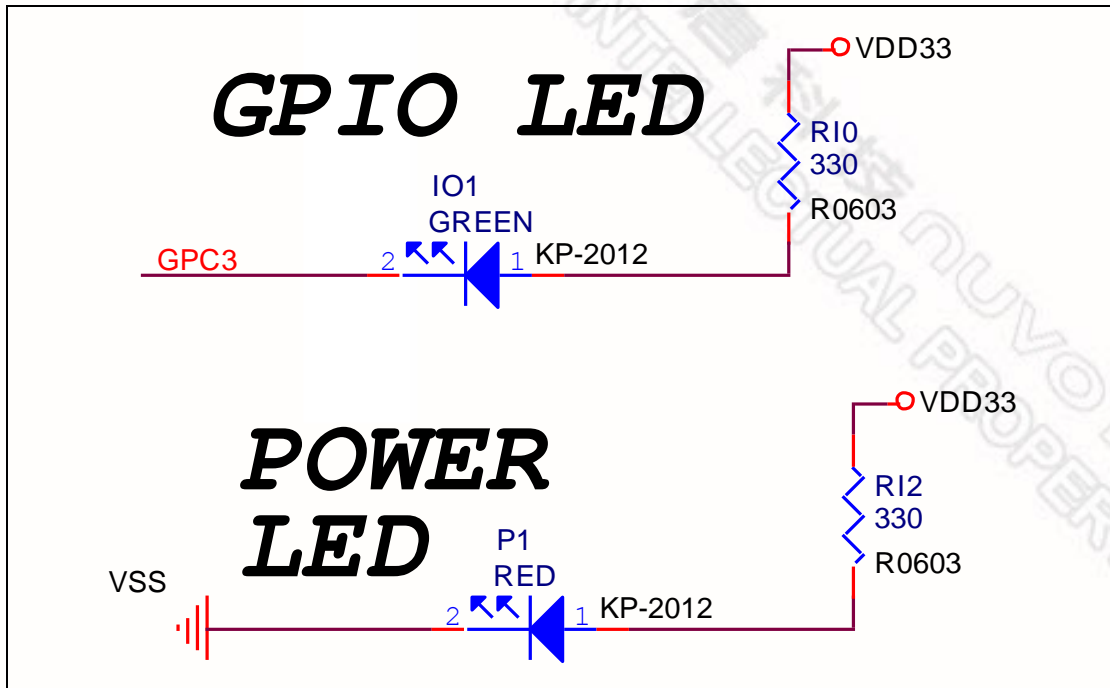 GPIO LED
VDD33
RI0
330
R0603
IO1
GREEN
GPC3
2
1
KP-2012
POWER
LED
VDD33
RI2
330
R0603
P1
RED
VSS
2
1
KP-2012